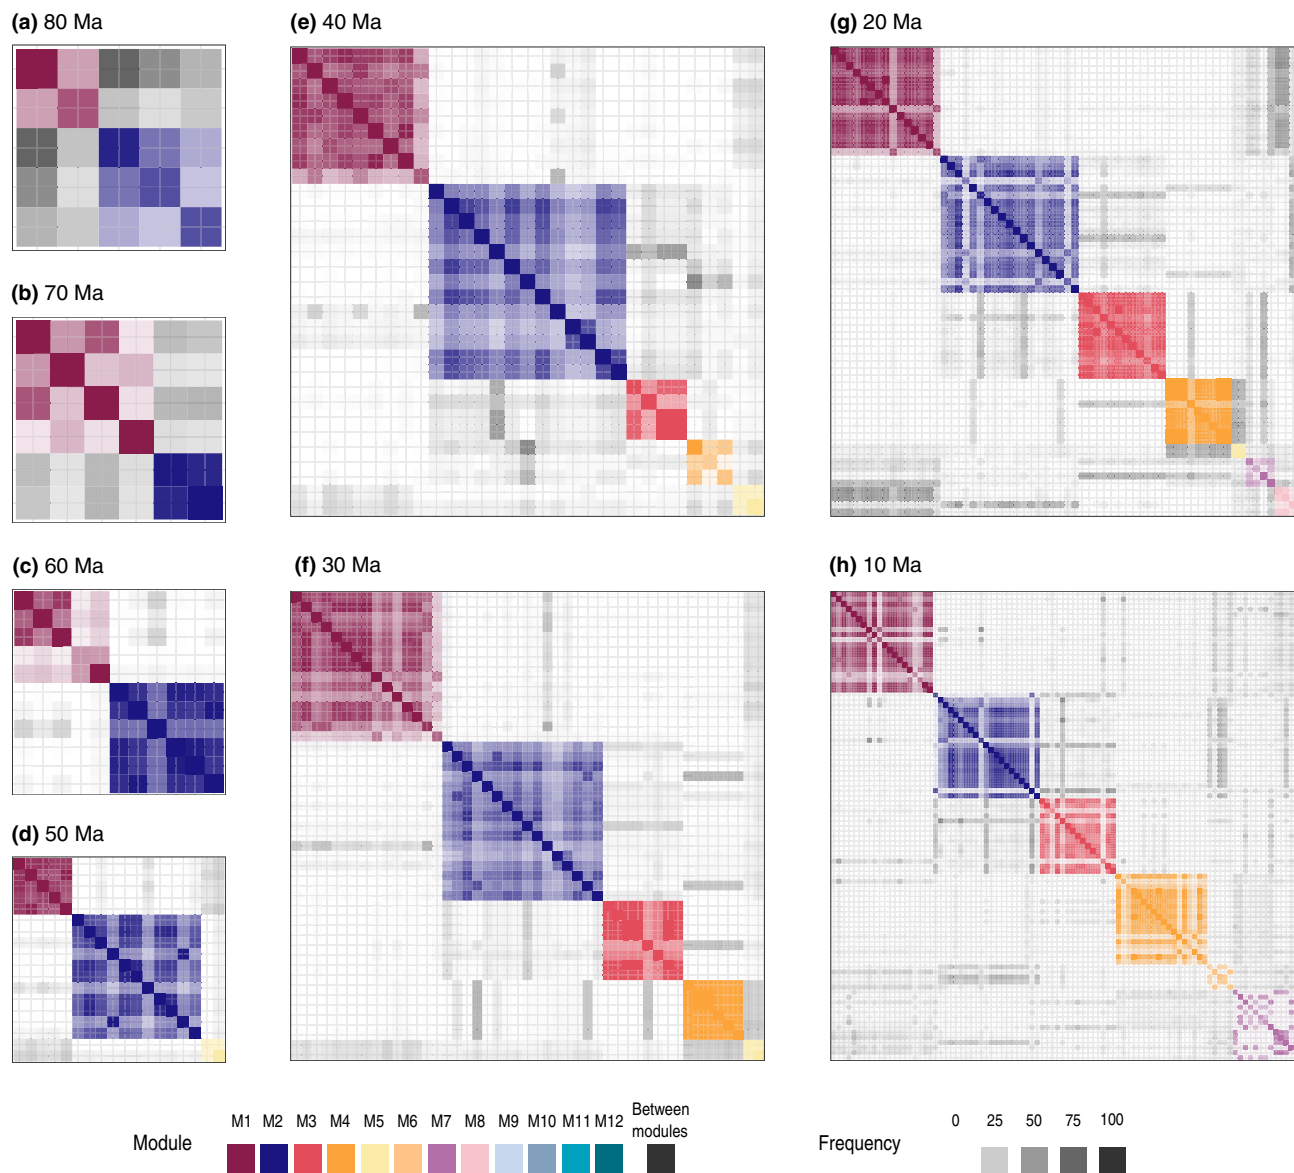 (a) 80 Ma
(e) 40 Ma
(g) 20 Ma
(b) 70 Ma
(c) 60 Ma
(f) 30 Ma
(h) 10 Ma
(d) 50 Ma
Module M1 M2 M3 M4 M5 M6 M7 M8 M9 M10 M11 M12 Between modules
Frequency 0 25 50 75 100